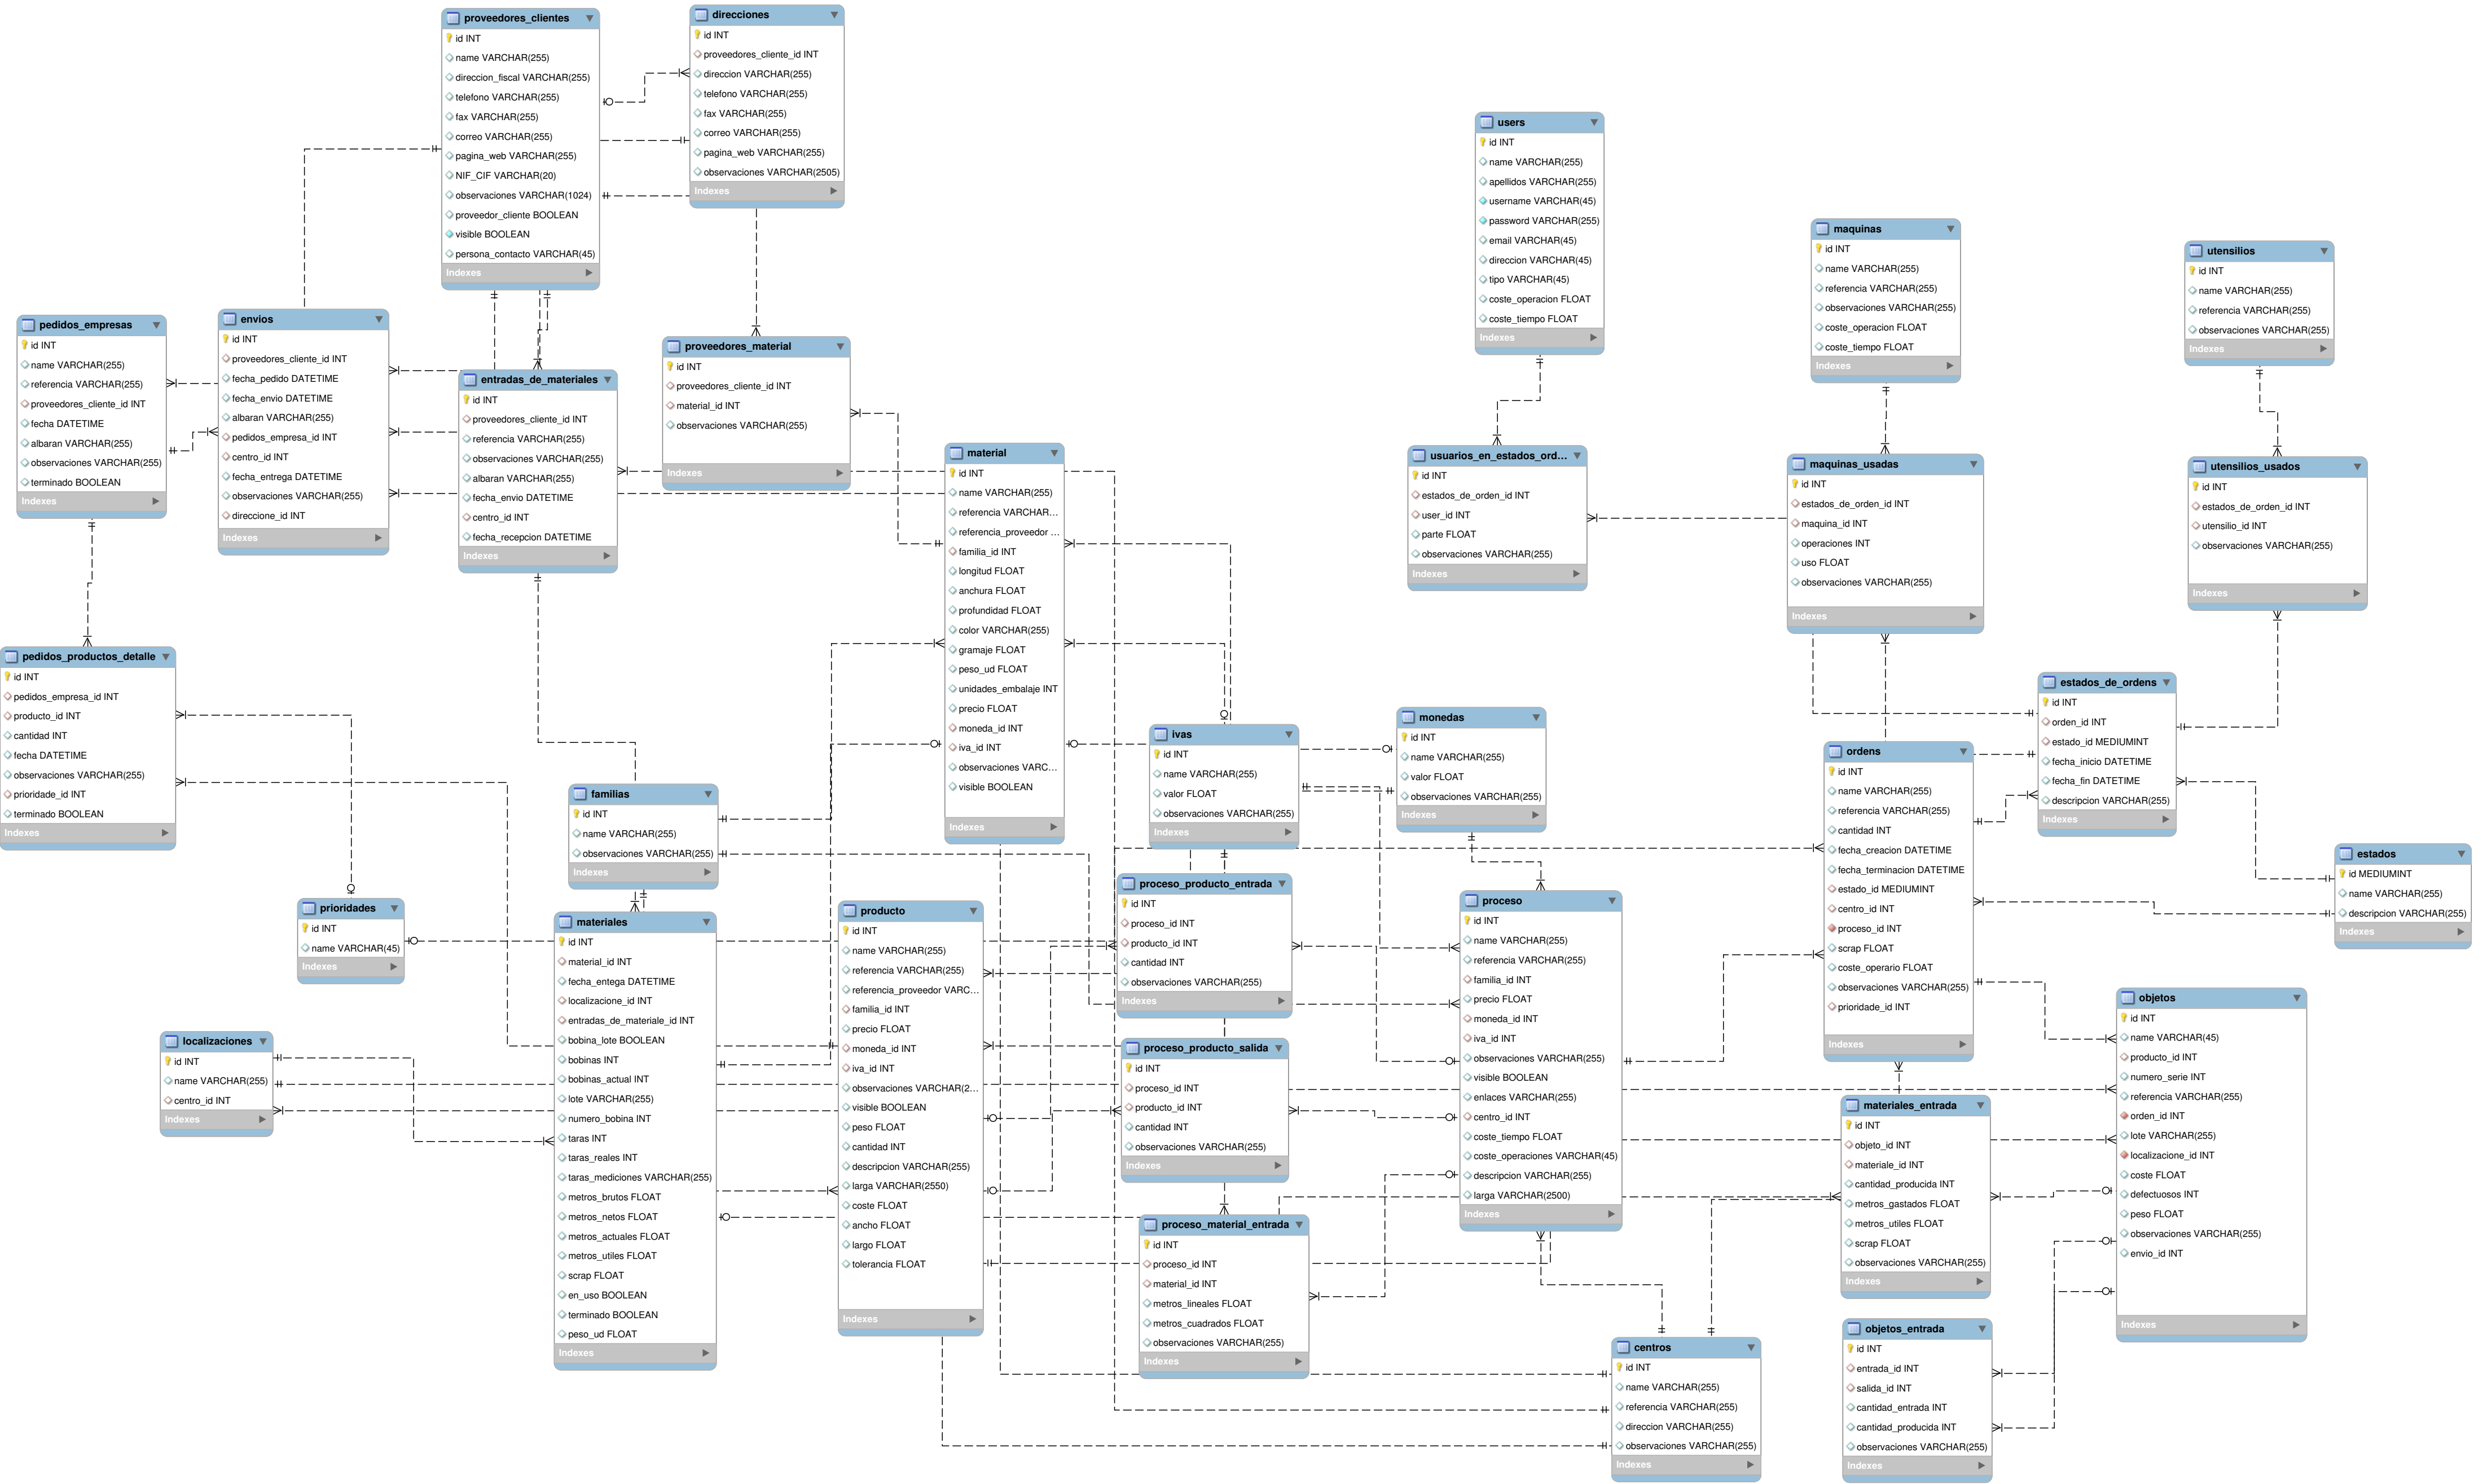 proveedores_clientes
id INT
name VARCHAR(255)
direccion_fiscal VARCHAR(255)
telefono VARCHAR(255)
fax VARCHAR(255)
correo VARCHAR(255)
pagina_web VARCHAR(255)
NIF_CIF VARCHAR(20)
observaciones VARCHAR(1024)
proveedor_cliente BOOLEAN
visible BOOLEAN
persona_contacto VARCHAR(45)
Indexes
direcciones
id INT
proveedores_cliente_id INT
direccion VARCHAR(255)
telefono VARCHAR(255)
fax VARCHAR(255)
correo VARCHAR(255)
pagina_web VARCHAR(255)
observaciones VARCHAR(2505)
Indexes
users
id INT
name VARCHAR(255)
apellidos VARCHAR(255)
username VARCHAR(45)
password VARCHAR(255)
email VARCHAR(45)
direccion VARCHAR(45)
tipo VARCHAR(45)
coste_operacion FLOAT
coste_tiempo FLOAT
Indexes
maquinas
id INT
name VARCHAR(255)
referencia VARCHAR(255)
observaciones VARCHAR(255)
coste_operacion FLOAT
coste_tiempo FLOAT
Indexes
utensilios
id INT
name VARCHAR(255)
referencia VARCHAR(255)
observaciones VARCHAR(255)
Indexes
pedidos_empresas
id INT
name VARCHAR(255)
referencia VARCHAR(255)
proveedores_cliente_id INT
fecha DATETIME
albaran VARCHAR(255)
observaciones VARCHAR(255)
terminado BOOLEAN
Indexes
envios
id INT
proveedores_cliente_id INT
fecha_pedido DATETIME
fecha_envio DATETIME
albaran VARCHAR(255)
pedidos_empresa_id INT
centro_id INT
fecha_entrega DATETIME
observaciones VARCHAR(255)
direccione_id INT
Indexes
entradas_de_materiales
id INT
proveedores_cliente_id INT
referencia VARCHAR(255)
observaciones VARCHAR(255)
albaran VARCHAR(255)
fecha_envio DATETIME
centro_id INT
fecha_recepcion DATETIME
Indexes
proveedores_material
id INT
proveedores_cliente_id INT
material_id INT
observaciones VARCHAR(255)
Indexes
material
id INT
name VARCHAR(255)
referencia VARCHAR...
referencia_proveedor ...
familia_id INT
longitud FLOAT
anchura FLOAT
profundidad FLOAT
color VARCHAR(255)
gramaje FLOAT
peso_ud FLOAT
unidades_embalaje INT
precio FLOAT
moneda_id INT
iva_id INT
observaciones VARC...
visible BOOLEAN
Indexes
usuarios_en_estados_ord...
id INT
estados_de_orden_id INT
user_id INT
parte FLOAT
observaciones VARCHAR(255)
Indexes
maquinas_usadas
id INT
estados_de_orden_id INT
maquina_id INT
operaciones INT
uso FLOAT
observaciones VARCHAR(255)
Indexes
utensilios_usados
id INT
estados_de_orden_id INT
utensilio_id INT
observaciones VARCHAR(255)
Indexes
pedidos_productos_detalle
id INT
pedidos_empresa_id INT
producto_id INT
cantidad INT
fecha DATETIME
observaciones VARCHAR(255)
prioridade_id INT
terminado BOOLEAN
Indexes
familias
id INT
name VARCHAR(255)
observaciones VARCHAR(255)
Indexes
ivas
id INT
name VARCHAR(255)
valor FLOAT
observaciones VARCHAR(255)
Indexes
monedas
id INT
name VARCHAR(255)
valor FLOAT
observaciones VARCHAR(255)
Indexes
ordens
id INT
name VARCHAR(255)
referencia VARCHAR(255)
cantidad INT
fecha_creacion DATETIME
fecha_terminacion DATETIME
estado_id MEDIUMINT
centro_id INT
proceso_id INT
scrap FLOAT
coste_operario FLOAT
observaciones VARCHAR(255)
prioridade_id INT
Indexes
estados_de_ordens
id INT
orden_id INT
estado_id MEDIUMINT
fecha_inicio DATETIME
fecha_fin DATETIME
descripcion VARCHAR(255)
Indexes
estados
id MEDIUMINT
name VARCHAR(255)
descripcion VARCHAR(255)
Indexes
prioridades
id INT
name VARCHAR(45)
Indexes
localizaciones
id INT
name VARCHAR(255)
centro_id INT
Indexes
materiales
id INT
material_id INT
fecha_entega DATETIME
localizacione_id INT
entradas_de_materiale_id INT
bobina_lote BOOLEAN
bobinas INT
bobinas_actual INT
lote VARCHAR(255)
numero_bobina INT
taras INT
taras_reales INT
taras_mediciones VARCHAR(255)
metros_brutos FLOAT
metros_netos FLOAT
metros_actuales FLOAT
metros_utiles FLOAT
scrap FLOAT
en_uso BOOLEAN
terminado BOOLEAN
peso_ud FLOAT
Indexes
producto
id INT
name VARCHAR(255)
referencia VARCHAR(255)
referencia_proveedor VARC...
familia_id INT
precio FLOAT
moneda_id INT
iva_id INT
observaciones VARCHAR(2...
visible BOOLEAN
peso FLOAT
cantidad INT
descripcion VARCHAR(255)
larga VARCHAR(2550)
coste FLOAT
ancho FLOAT
largo FLOAT
tolerancia FLOAT
Indexes
proceso_producto_entrada
id INT
proceso_id INT
producto_id INT
cantidad INT
observaciones VARCHAR(255)
Indexes
proceso_producto_salida
id INT
proceso_id INT
producto_id INT
cantidad INT
observaciones VARCHAR(255)
Indexes
proceso_material_entrada
id INT
proceso_id INT
material_id INT
metros_lineales FLOAT
metros_cuadrados FLOAT
observaciones VARCHAR(255)
Indexes
proceso
id INT
name VARCHAR(255)
referencia VARCHAR(255)
familia_id INT
precio FLOAT
moneda_id INT
iva_id INT
observaciones VARCHAR(255)
visible BOOLEAN
enlaces VARCHAR(255)
centro_id INT
coste_tiempo FLOAT
coste_operaciones VARCHAR(45)
descripcion VARCHAR(255)
larga VARCHAR(2500)
Indexes
materiales_entrada
id INT
objeto_id INT
materiale_id INT
cantidad_producida INT
metros_gastados FLOAT
metros_utiles FLOAT
scrap FLOAT
observaciones VARCHAR(255)
Indexes
objetos
id INT
name VARCHAR(45)
producto_id INT
numero_serie INT
referencia VARCHAR(255)
orden_id INT
lote VARCHAR(255)
localizacione_id INT
coste FLOAT
defectuosos INT
peso FLOAT
observaciones VARCHAR(255)
envio_id INT
Indexes
centros
id INT
name VARCHAR(255)
referencia VARCHAR(255)
direccion VARCHAR(255)
observaciones VARCHAR(255)
Indexes
objetos_entrada
id INT
entrada_id INT
salida_id INT
cantidad_entrada INT
cantidad_producida INT
observaciones VARCHAR(255)
Indexes